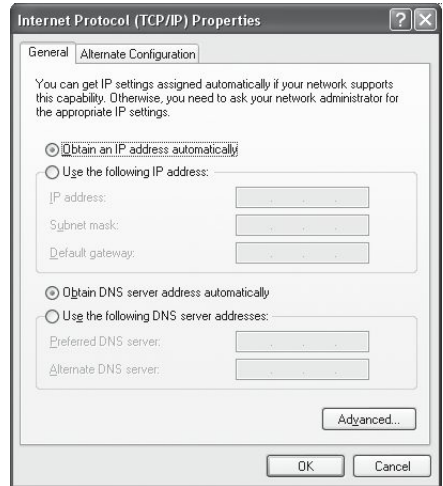 Internet Protocol (TCP/IP) Properties
General
Alternate Configuration
You can get IP settings assigned automatically if your network supports
this capability. Otherwise, you need to ask your network administrator for
the appropriate IP settings.
Obtain an IP address automatically
Use the following IP address:
IP address:
Subnet mask:
Default gateway:
Obtain DNS server address automatically
Use the following DNS server addresses:
Preferred DNS server:
Alternate DNS server:
Advanced...
OK
Cancel